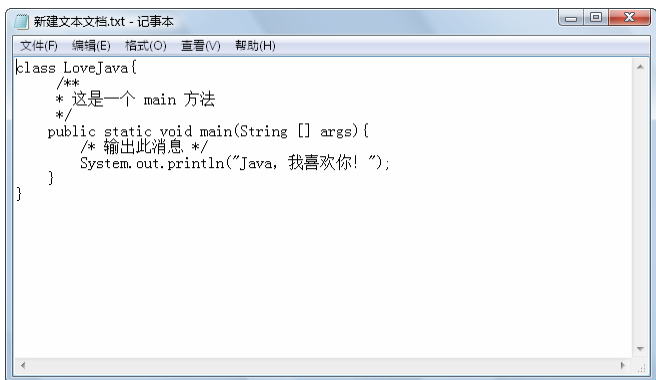 新建文本文档.txt - 记事本
文件(F) 编辑(E) 格式(O) 查看(V) 帮助(H)
class LoveJava{
     /**
     * 这是一个 main 方法
     */
    public static void main(String [] args){
        /* 输出此消息 */
        System.out.println("Java，我喜欢你！");
    }
}